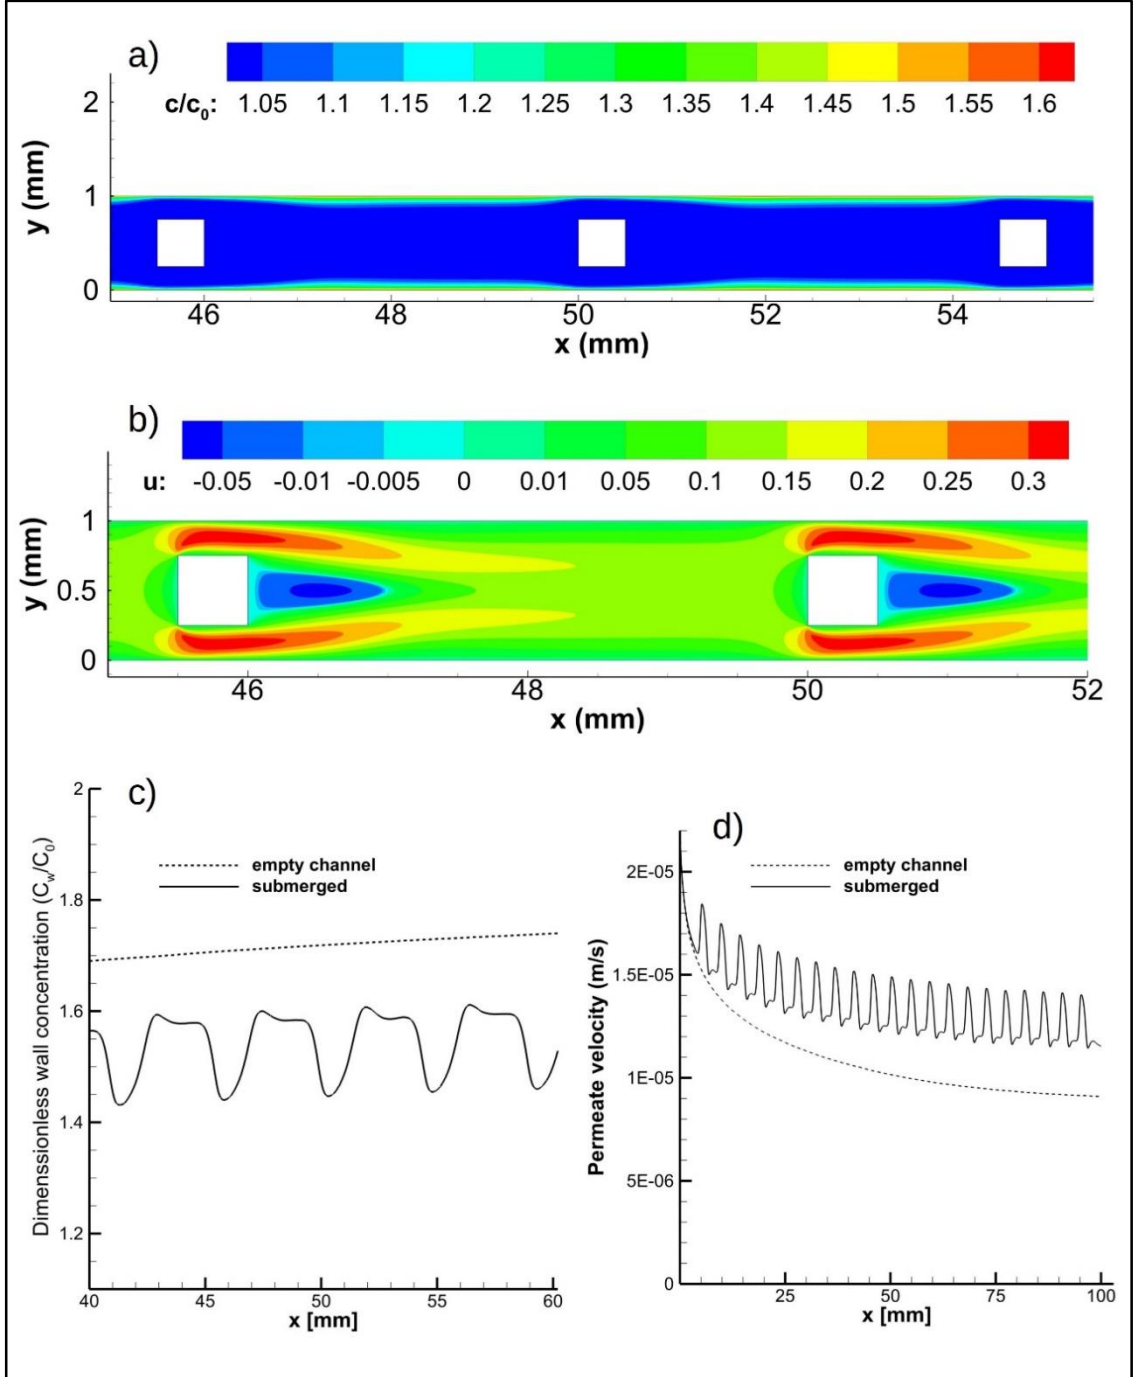 a)
c/c0: 1.05 1.1 1.15 1.2 1.25 1.3 1.35 1.4 1.45 1.5 1.55 1.6
y (mm)
2
1
0
46 48 50 52 54
x (mm)
b)
u: -0.05 -0.01 -0.005 0 0.01 0.05 0.1 0.15 0.2 0.25 0.3
y (mm)
1
0.5
0
46 48 50 52
x (mm)
c)
Dimenssionless wall concentration (Cw/C0)
2
1.8
1.6
1.4
1.2
empty channel
submerged
40 45 50 55 60
x [mm]
d)
Permeate velocity (m/s)
2E-05
1.5E-05
1E-05
5E-06
0
empty channel
submerged
25 50 75 100
x [mm]